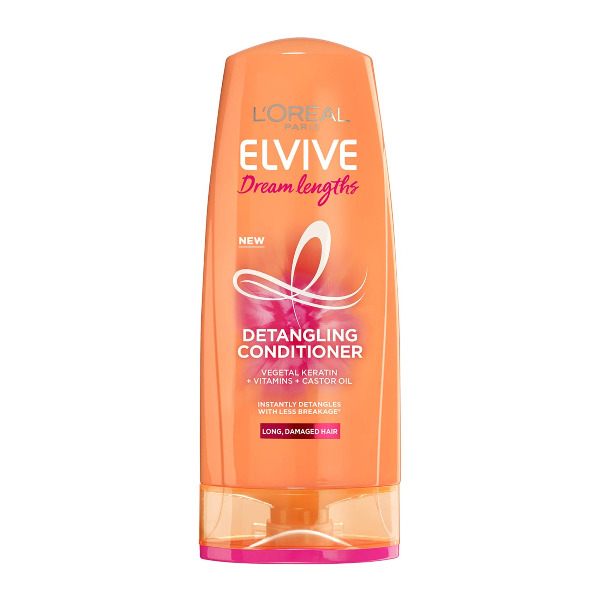 L'ORÉAL
PARIS
ELVIVE
Dream lengths
NEW
DETANGLING
CONDITIONER
VEGETAL KERATIN
+ VITAMINS + CASTOR OIL
INSTANTLY DETANGLES
WITH LESS BREAKAGE*
LONG, DAMAGED HAIR